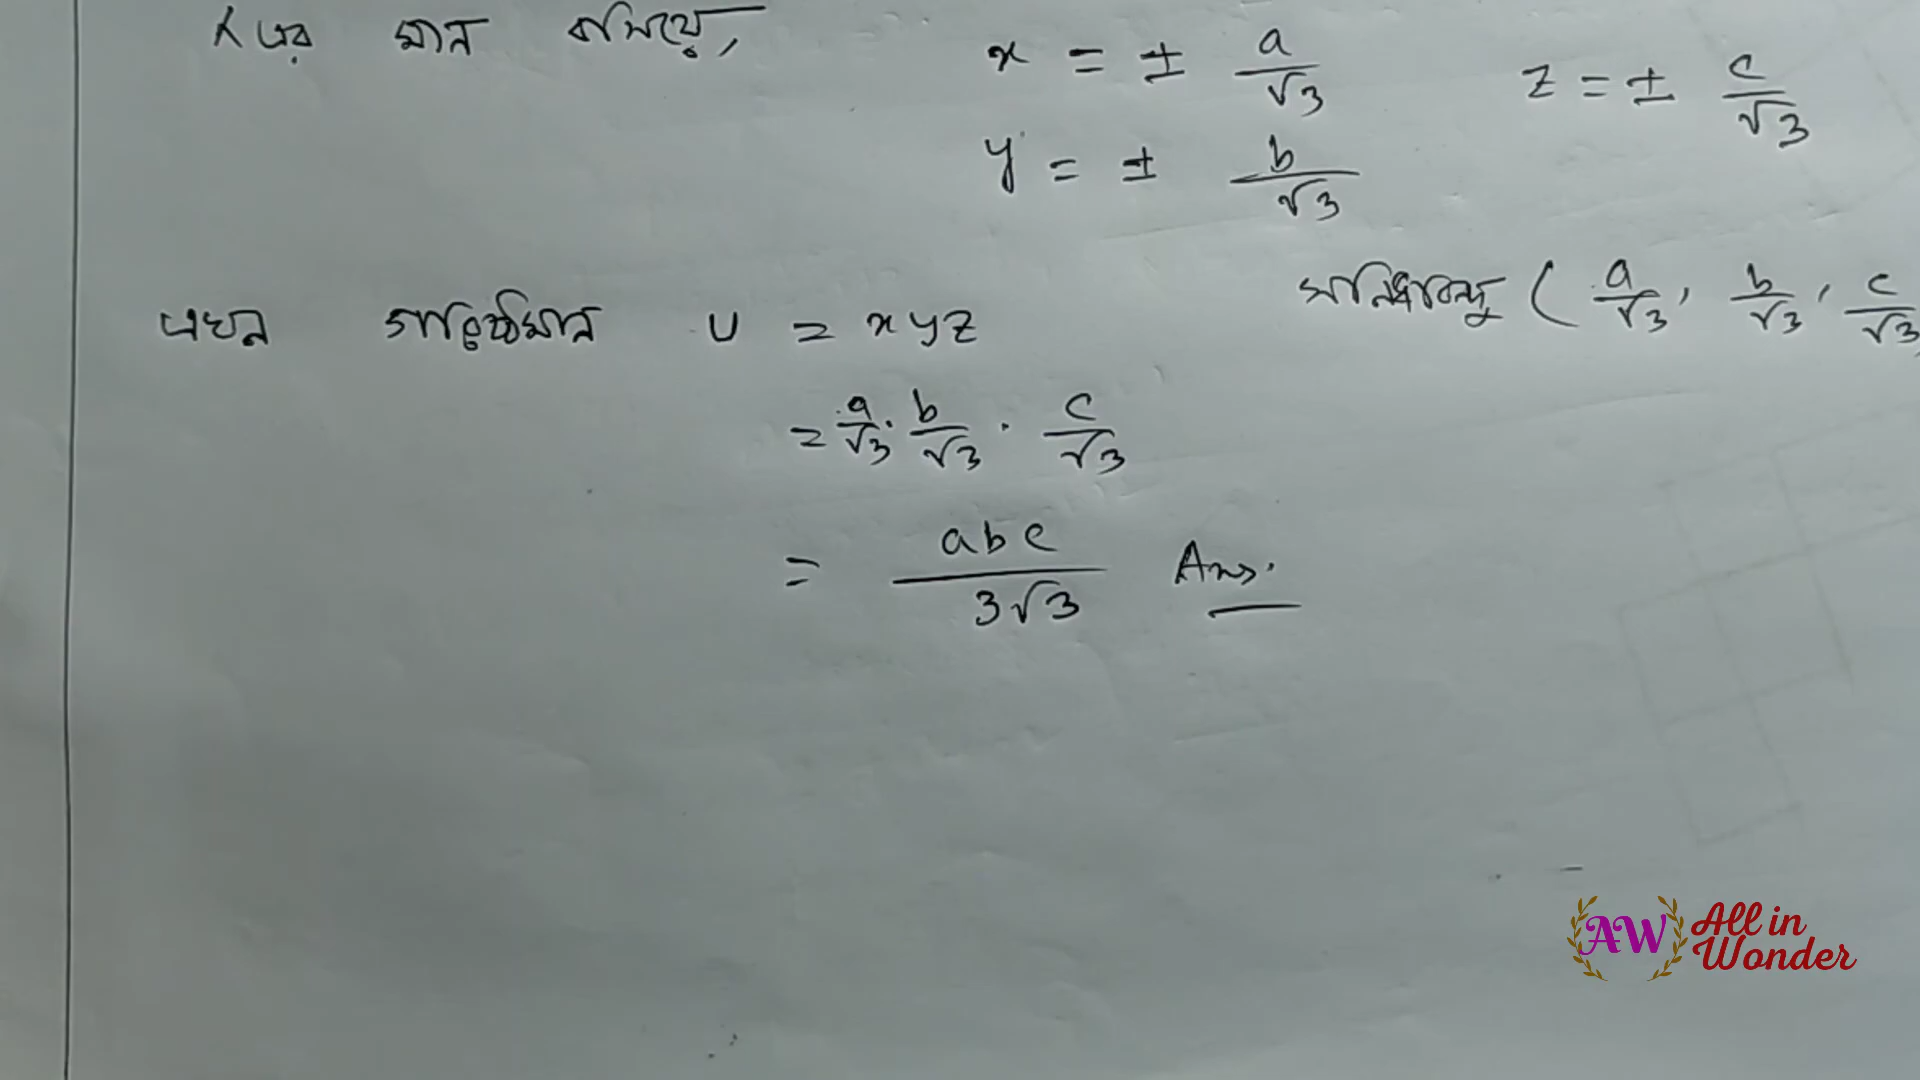 λ এর মান বসিয়ে, x = ± a/√3 z = ± c/√3
y = ± b/√3
সন্ধিবিন্দু ( a/√3, b/√3, c/√3
এখন গরিষ্ঠমান U = xyz
= a/√3 · b/√3 · c/√3
= abc/3√3 Ans.
AW All in Wonder